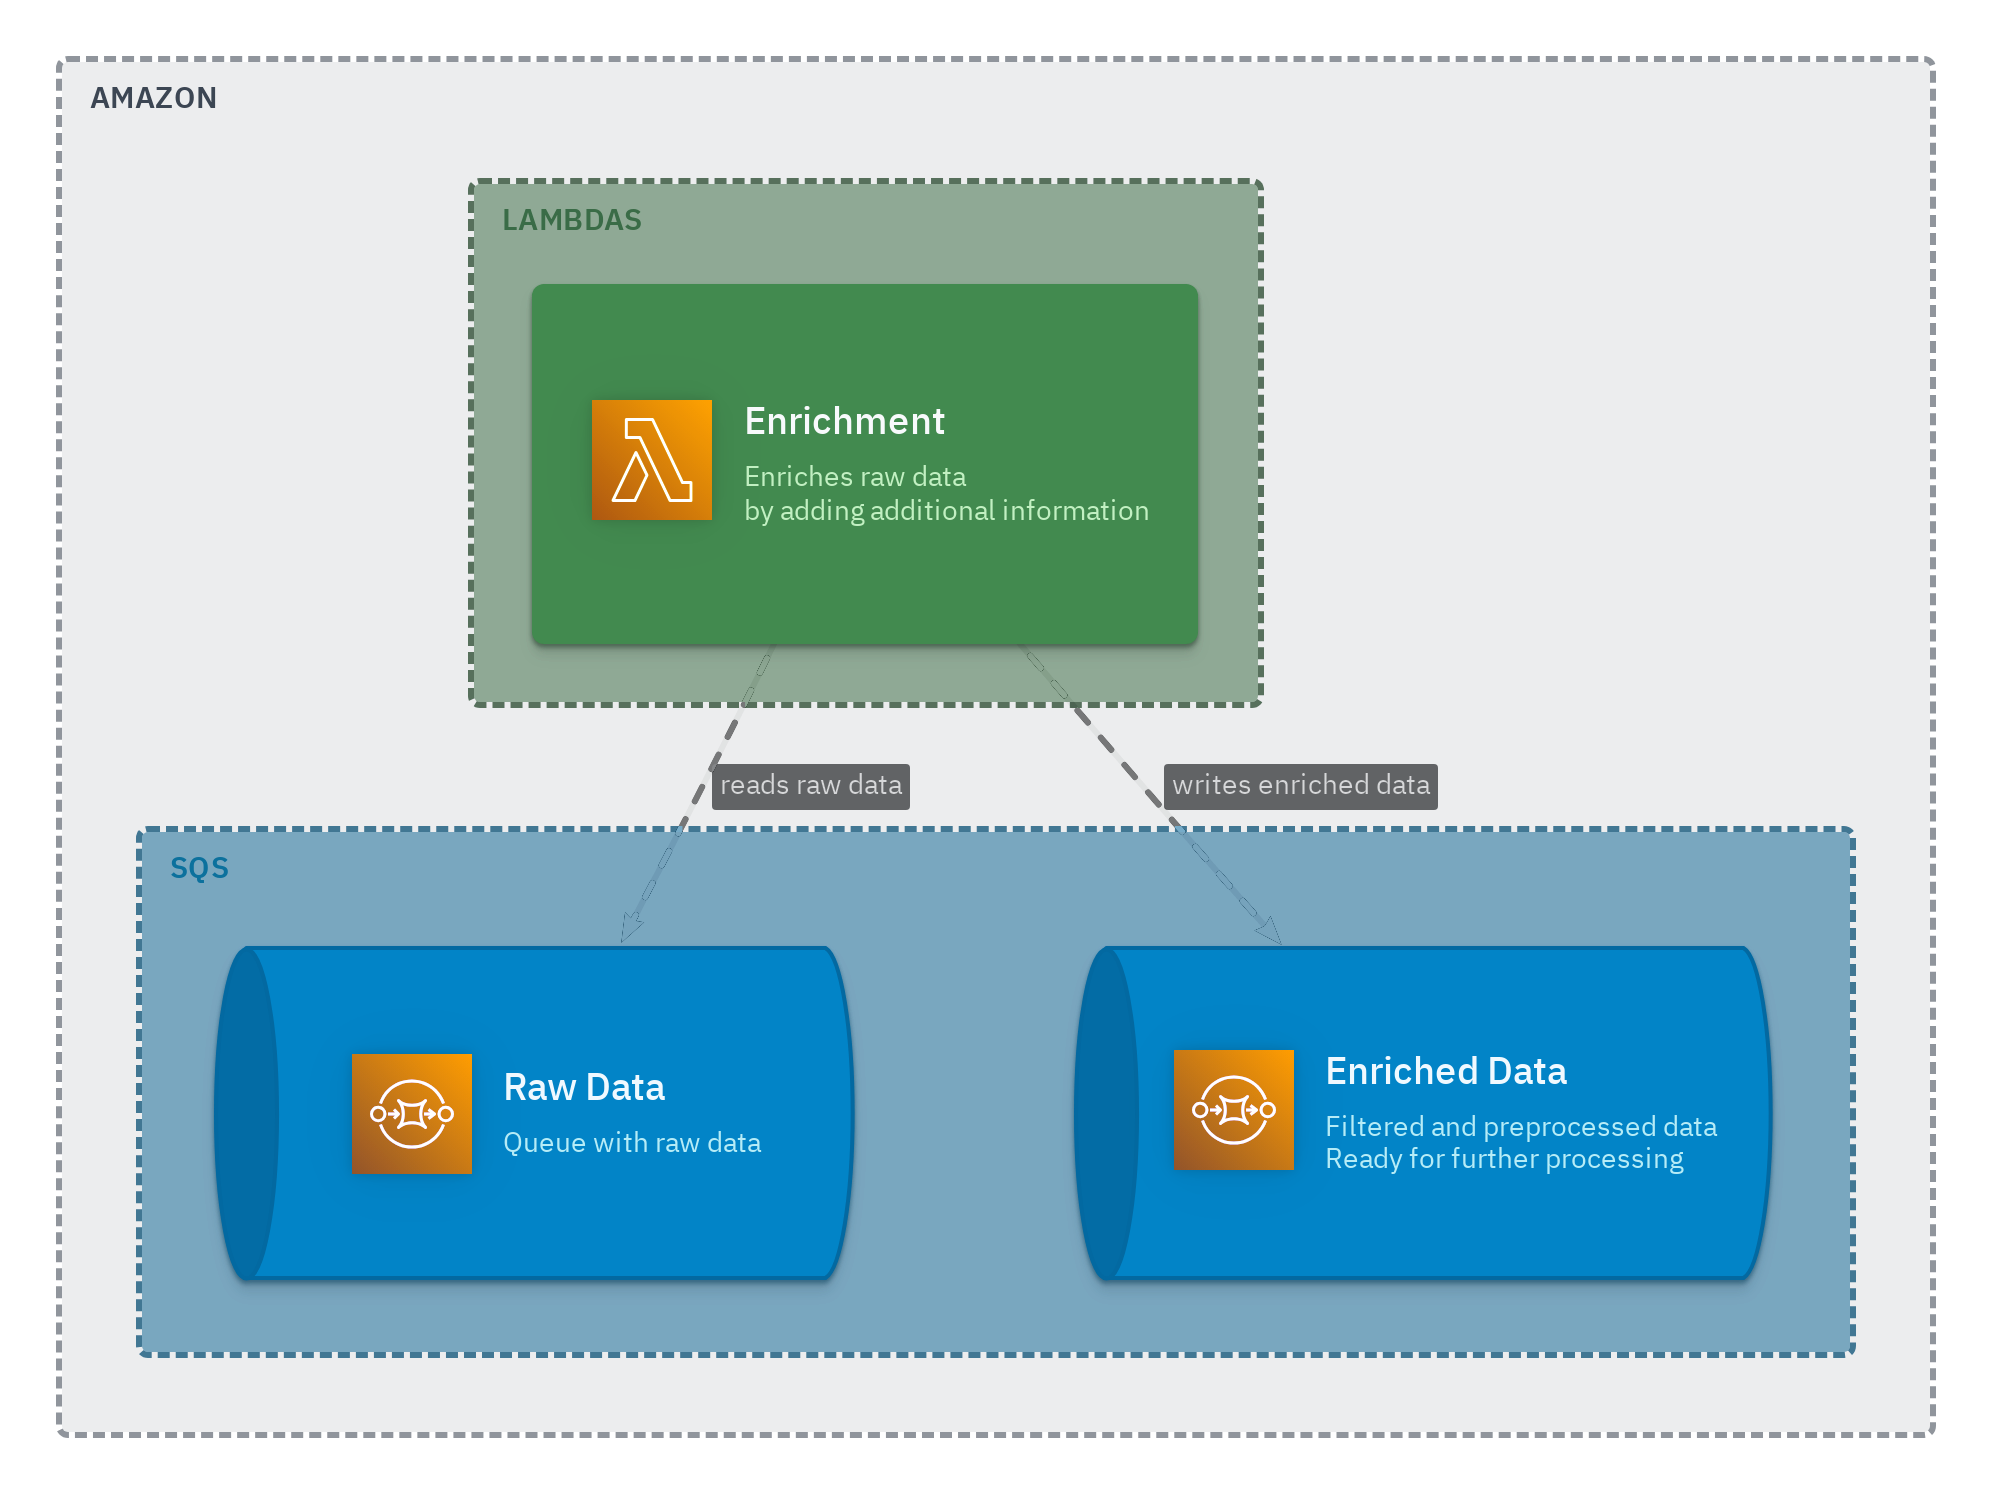 AMAZON
LAMBDAS
Enrichment
Enriches raw data
by adding additional information
reads raw data
writes enriched data
SQS
Raw Data
Queue with raw data
Enriched Data
Filtered and preprocessed data
Ready for further processing